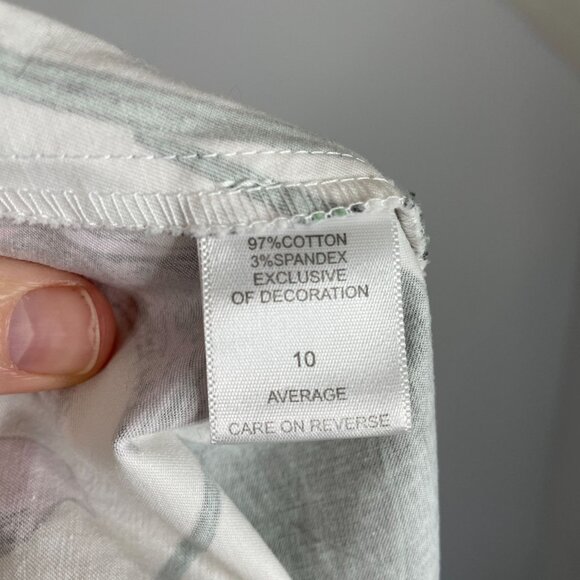 97%COTTON
3%SPANDEX
EXCLUSIVE
OF DECORATION
10
AVERAGE
CARE ON REVERSE